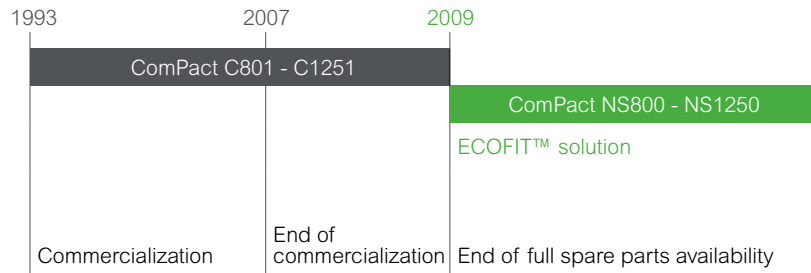 1993
2007
2009
ComPact C801 - C1251
ComPact NS800 - NS1250
ECOFIT™ solution
Commercialization
End of
commercialization
End of full spare parts availability